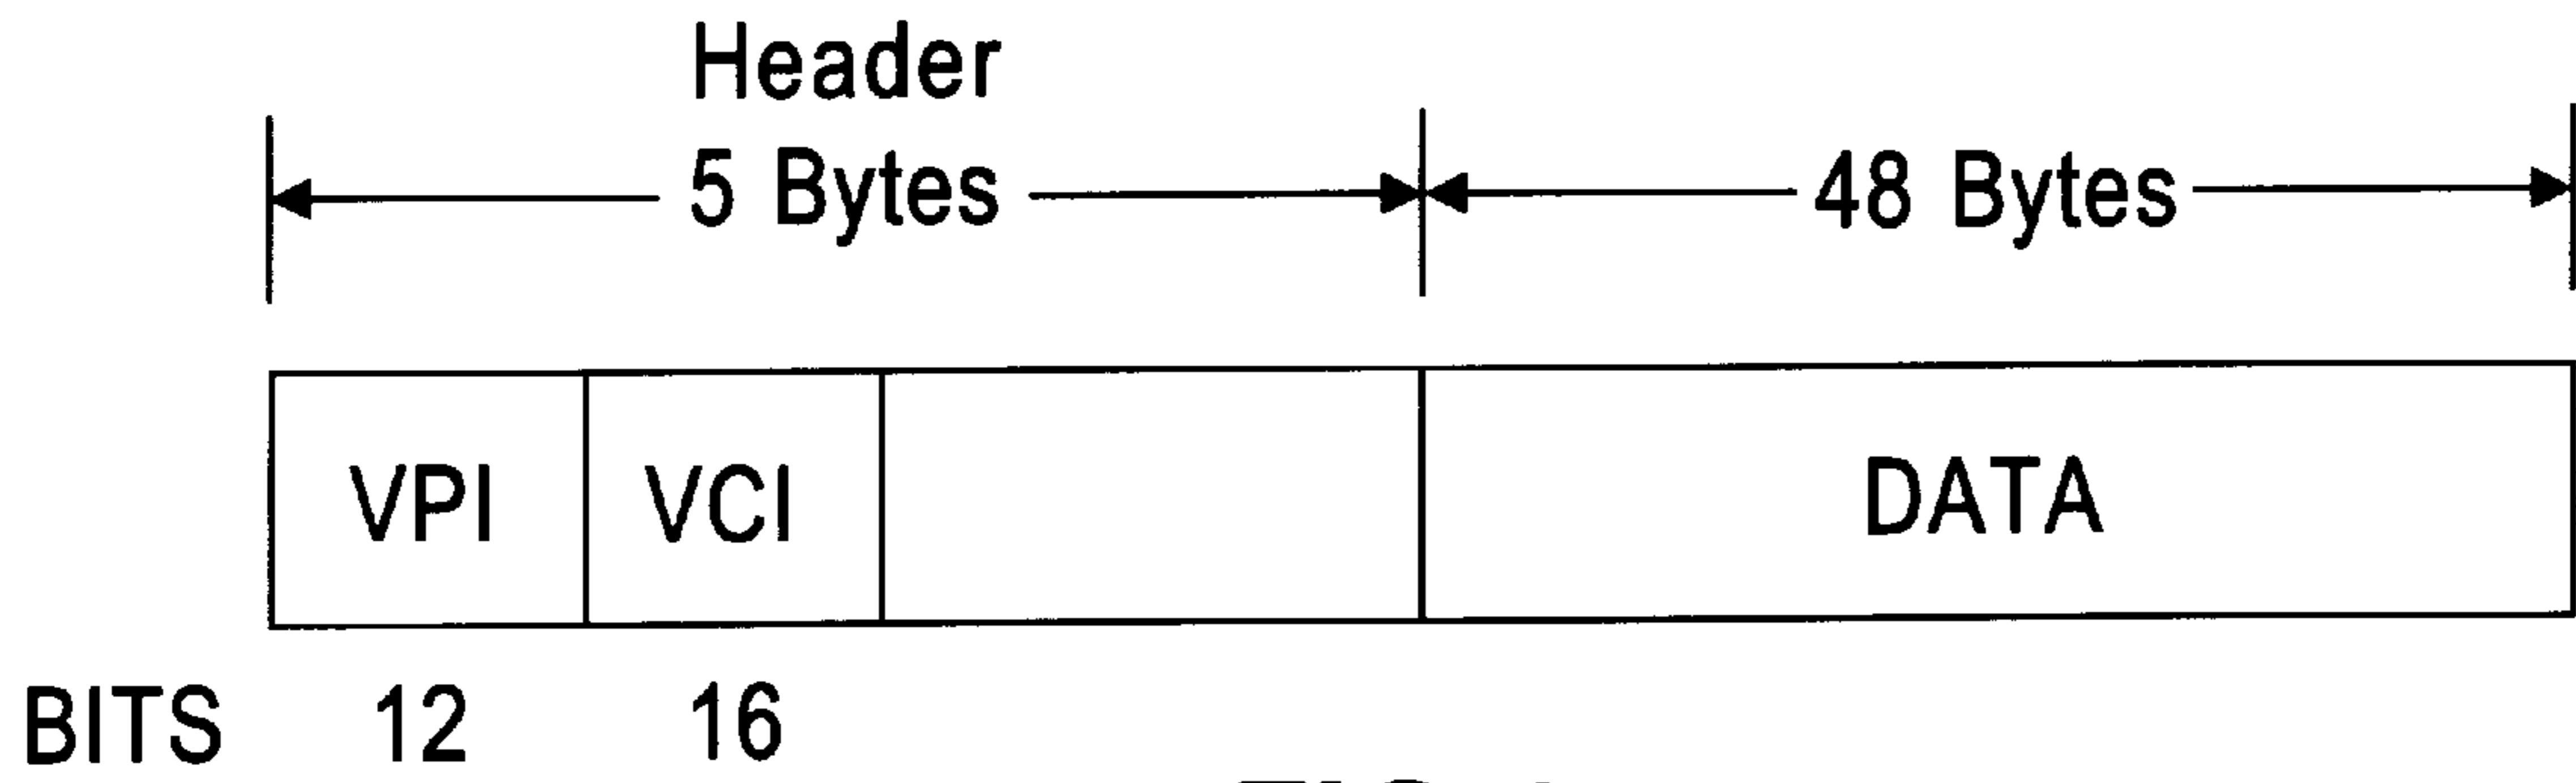 Header
5 Bytes 48 Bytes
VPI VCI DATA
BITS 12 16